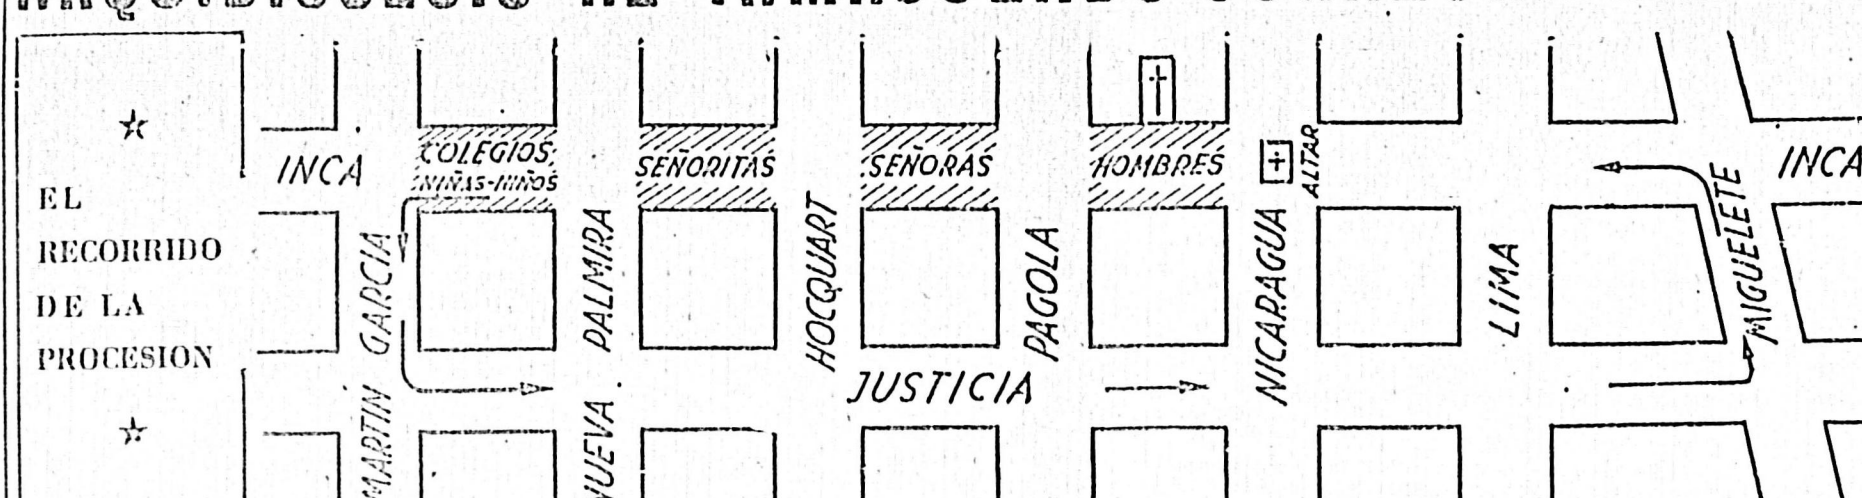 EL
RECORRIDO
DE LA
PROCESION
INCA
COLEGIOS
NIÑAS-NIÑOS
SEÑORITAS
SEÑORAS
HOMBRES
ALTAR
INCA
MARTIN GARCIA
NUEVA PALMIRA
HOCQUART
PAGOLA
NICARAGUA
LIMA
MIGUELETE
JUSTICIA